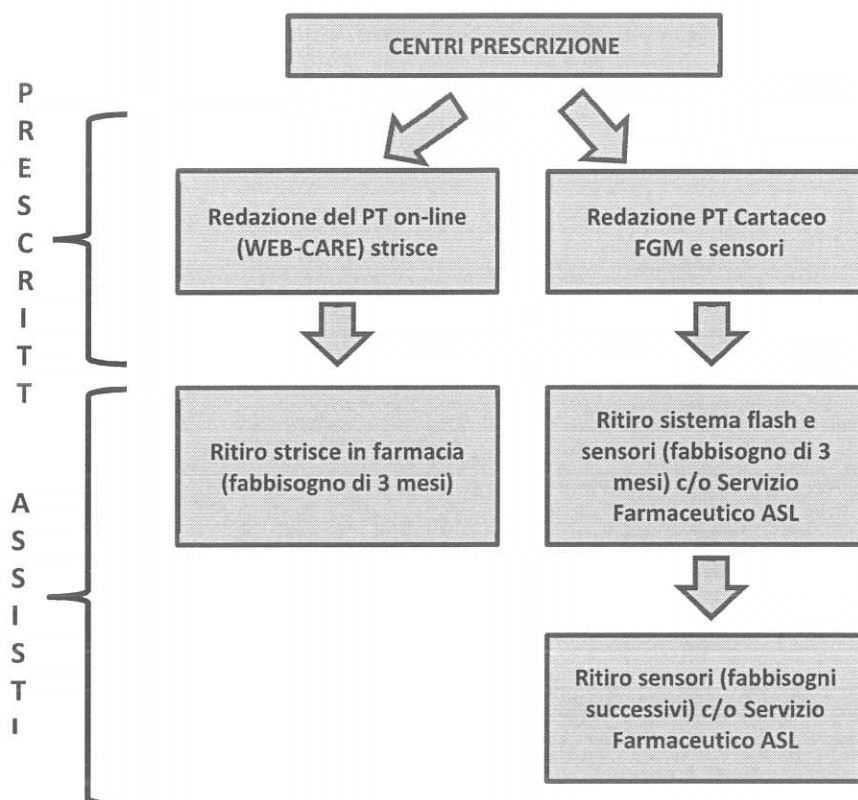 CENTRI PRESCRIZIONE
PRESCRITT
Redazione del PT on-line
(WEB-CARE) strisce
Redazione PT Cartaceo
FGM e sensori
ASSISTI
Ritiro strisce in farmacia
(fabbisogno di 3 mesi)
Ritiro sistema flash e
sensori (fabbisogno di 3
mesi) c/o Servizio
Farmaceutico ASL
Ritiro sensori (fabbisogni
successivi) c/o Servizio
Farmaceutico ASL